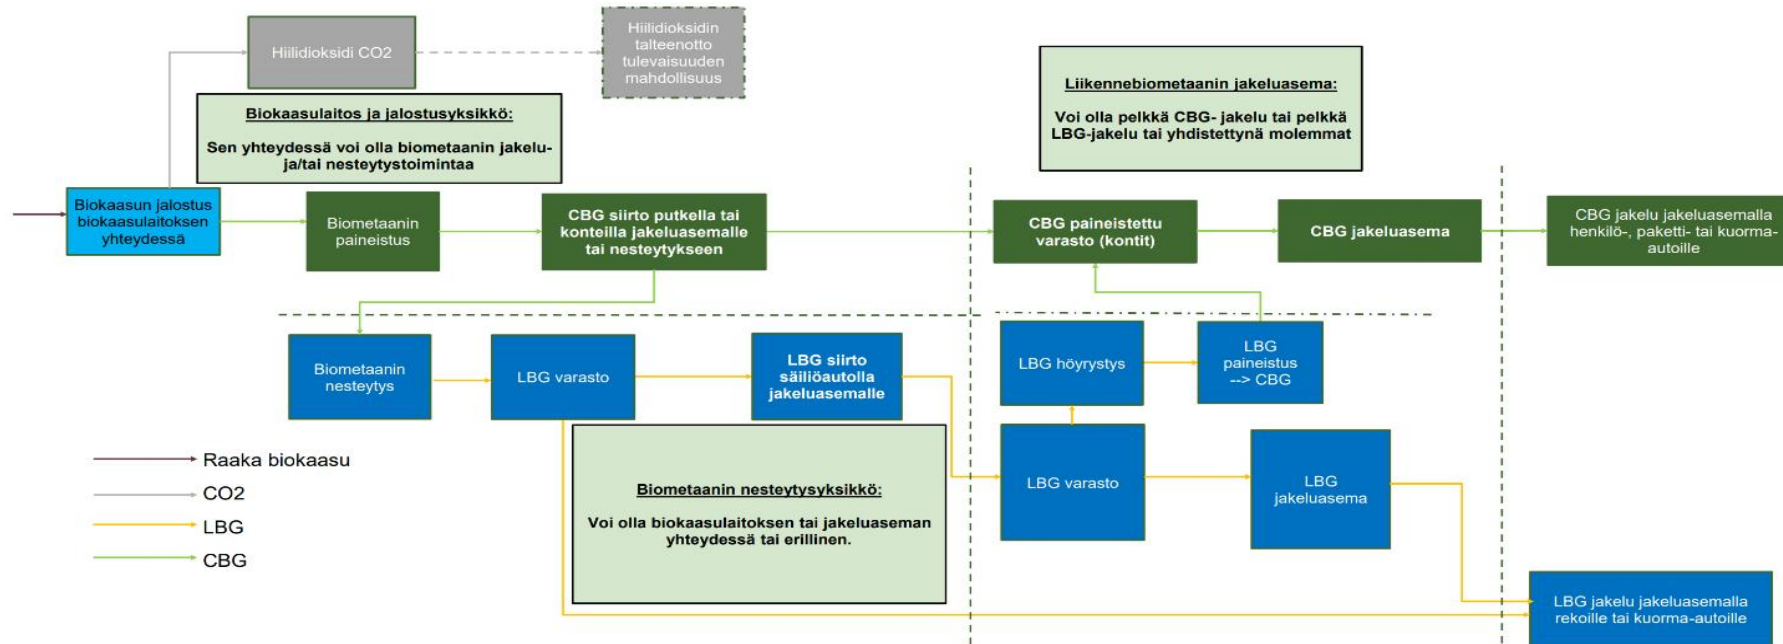 Hiilidioksidi CO2
Hiilidioksidin
talteenotto
tulevaisuuden
mahdollisuus
Biokaasulaitos ja jalostusyksikkö:
Sen yhteydessä voi olla biometaanin jakelu-
ja/tai nesteytystoimintaa
Liikennebiometaanin jakeluasema:
Voi olla pelkkä CBG- jakelu tai pelkkä
LBG-jakelu tai yhdistettynä molemmat
Biokaasun jalostus
biokaasulaitoksen
yhteydessä
Biometaanin
paineistus
CBG siirto putkella tai
konteilla jakeluasemalle
tai nesteytykseen
CBG paineistettu
varasto (kontit)
CBG jakeluasema
CBG jakelu jakeluasemalla
henkilö-, paketti- tai kuorma-
autoille
Biometaanin
nesteytys
LBG varasto
LBG siirto
säiliöautolla
jakeluasemalle
LBG höyrystys
LBG
paineistus
--> CBG
Biometaanin nesteytysyksikkö:
Voi olla biokaasulaitoksen tai jakeluaseman
yhteydessä tai erillinen.
LBG varasto
LBG
jakeluasema
LBG jakelu jakeluasemalla
rekoille tai kuorma-autoille
Raaka biokaasu
CO2
LBG
CBG